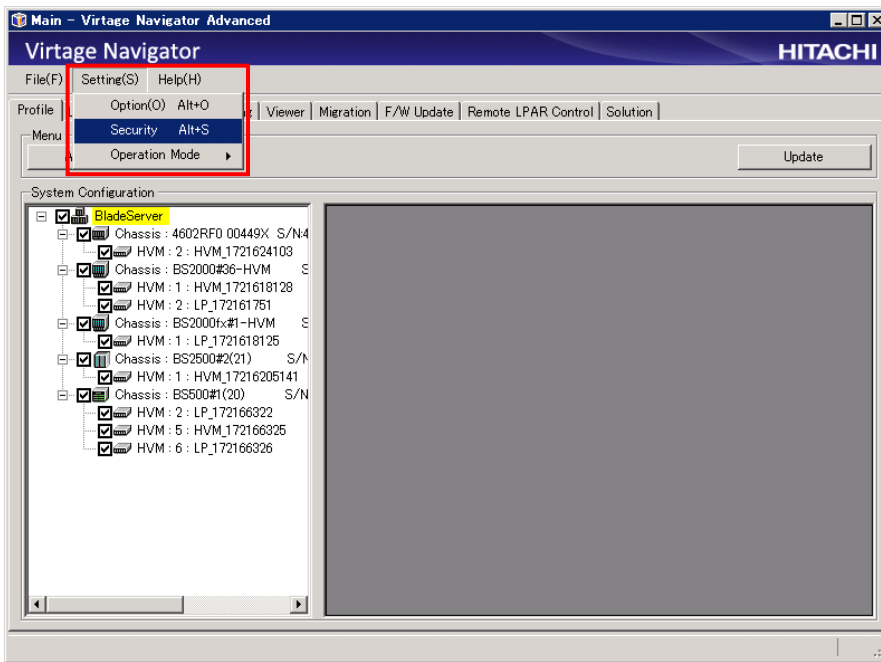 Main - Virtage Navigator Advanced
Virtage Navigator
HITACHI
File(F) Setting(S) Help(H)
Option(O) Alt+O
Security Alt+S
Operation Mode
Profile Viewer Migration F/W Update Remote LPAR Control Solution
Menu
Update
System Configuration
BladeServer
Chassis : 4602RF0 00449X S/N:4
HVM : 2 : HVM_1721624103
Chassis : BS2000#36-HVM S
HVM : 1 : HVM_1721618128
HVM : 2 : LP_172161751
Chassis : BS2000fx#1-HVM S
HVM : 1 : LP_1721618125
Chassis : BS2500#2(21) S/N
HVM : 1 : HVM_17216205141
Chassis : BS500#1(20) S/N
HVM : 2 : LP_172166322
HVM : 5 : HVM_172166325
HVM : 6 : LP_172166326